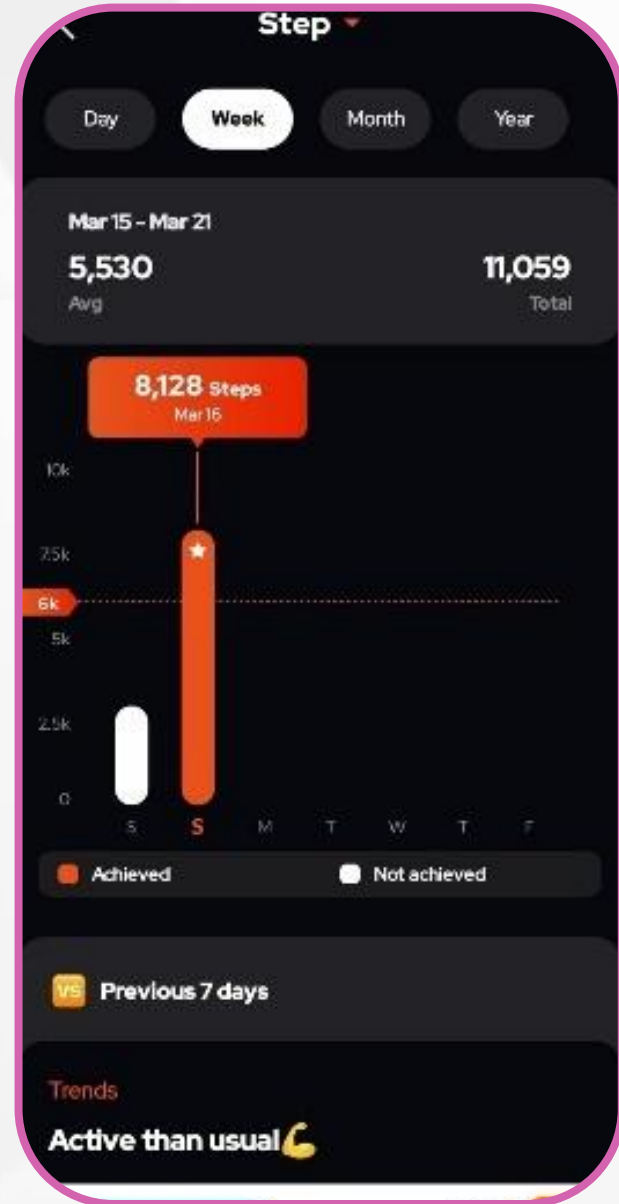 Step
Day Week Month Year
Mar 15 - Mar 21
5,530 11,059
Avg Total
8,128 Steps
Mar 16
10k
7.5k
6k
5k
2.5k
0
S S M T W T F
Achieved Not achieved
VS Previous 7 days
Trends
Active than usual